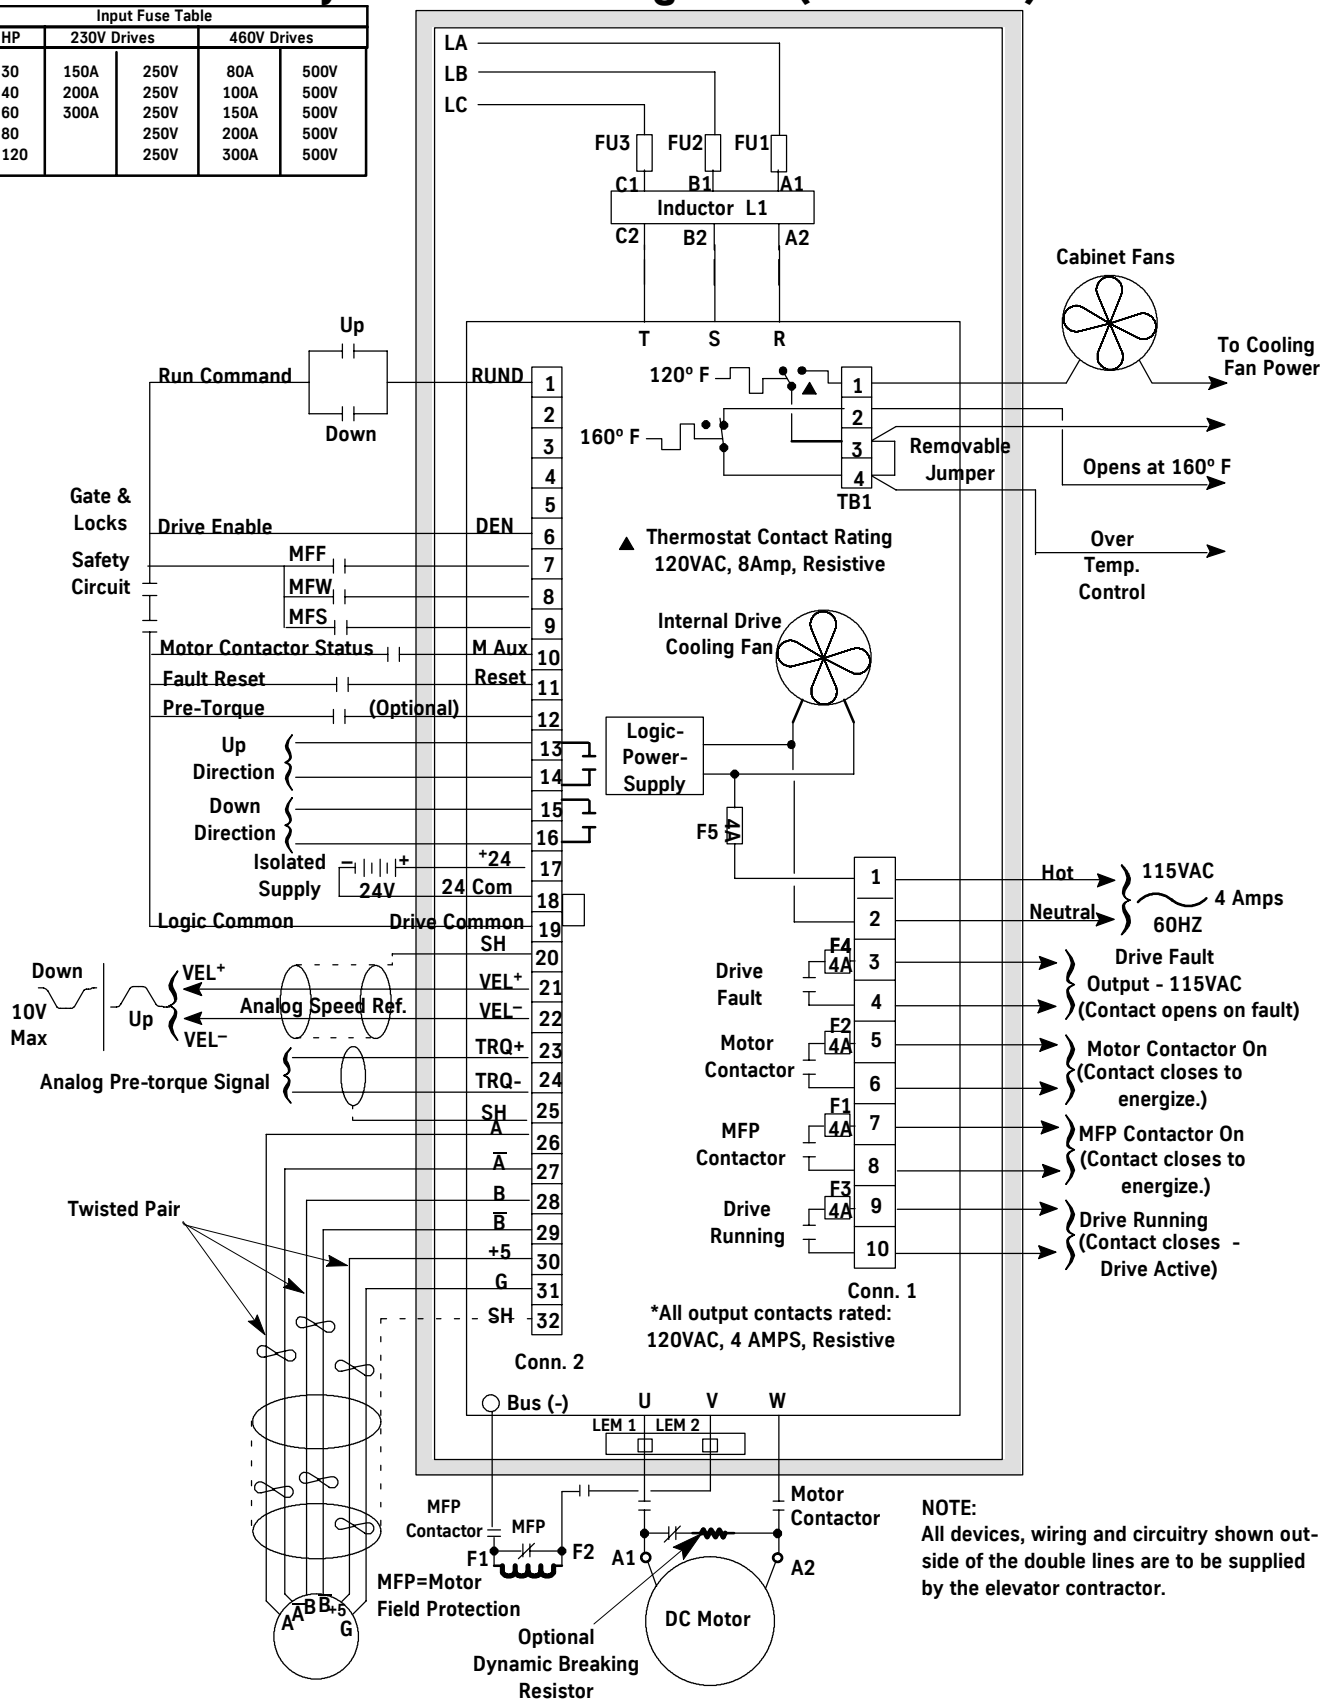 Input Fuse Table
HP 230V Drives 460V Drives
30 150A 250V 80A 500V
40 200A 250V 100A 500V
60 300A 250V 150A 500V
80 250V 200A 500V
120 250V 300A 500V
LA
LB
LC
FU3 FU2 FU1
C1 B1 A1
Inductor L1
C2 B2 A2
T S R
Cabinet Fans
To Cooling
Fan Power
120º F
160º F
1
2
3
4
TB1
Removable
Jumper
Opens at 160º F
Over
Temp.
Control
▲ Thermostat Contact Rating
120VAC, 8Amp, Resistive
Up
Run Command
Down
RUND 1
2
3
4
5
Gate &
Locks
Drive Enable DEN 6
Safety
Circuit
MFF 7
MFW 8
MFS 9
Motor Contactor Status M Aux 10
Fault Reset Reset 11
Pre-Torque (Optional) 12
Up
Direction
13
14
Down
Direction
15
16
Isolated
Supply
− + +24 17
24V 24 Com 18
Logic Common Drive Common 19
SH 20
Down
10V
Max
Up
VEL+
VEL−
Analog Speed Ref.
VEL+ 21
VEL− 22
Analog Pre-torque Signal
TRQ+ 23
TRQ- 24
SH 25
A 26
A̅ 27
B 28
B̅ 29
+5 30
G 31
SH 32
Conn. 2
Twisted Pair
A A̅ B B̅ +5 G
Internal Drive
Cooling Fan
Logic-
Power-
Supply
F5 4A
1 Hot
2 Neutral
115VAC
4 Amps
60HZ
Drive
Fault
F4
4A
3
4
Drive Fault
Output - 115VAC
(Contact opens on fault)
Motor
Contactor
F2
4A
5
6
Motor Contactor On
(Contact closes to
energize.)
MFP
Contactor
F1
4A
7
8
MFP Contactor On
(Contact closes to
energize.)
Drive
Running
F3
4A
9
10
Drive Running
(Contact closes -
Drive Active)
Conn. 1
*All output contacts rated:
120VAC, 4 AMPS, Resistive
Bus (-) U V W
LEM 1 LEM 2
MFP
Contactor
MFP
F1 F2
MFP=Motor
Field Protection
Motor
Contactor
A1 A2
DC Motor
Optional
Dynamic Breaking
Resistor
NOTE:
All devices, wiring and circuitry shown out-
side of the double lines are to be supplied
by the elevator contractor.